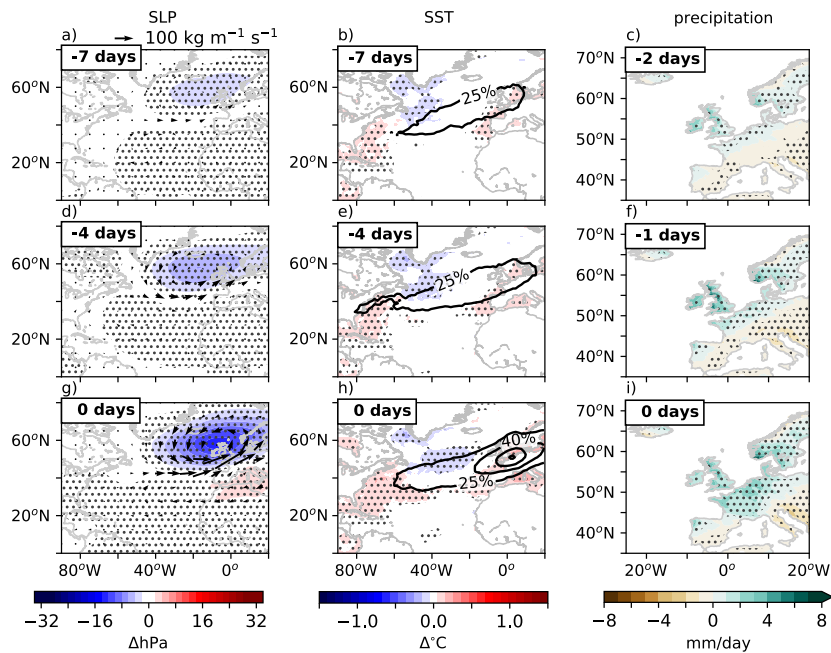 SLP SST precipitation
a) 100 kg m⁻¹ s⁻¹ b) c)
-7 days -7 days -2 days
60°N 25% 70°N
60°N
50°N
20°N 20°N 40°N
d) e) f)
-4 days -4 days -1 days
60°N 60°N 25% 70°N
60°N
50°N
20°N 20°N 40°N
g) h) i)
0 days 0 days 0 days
60°N 60°N 40% 25% 70°N
60°N
50°N
20°N 20°N 40°N
80°W 40°W 0° 80°W 40°W 0° 20°W 0° 20°W
−32 −16 0 16 32 −1.0 0.0 1.0 −8 −4 0 4 8
ΔhPa Δ°C mm/day